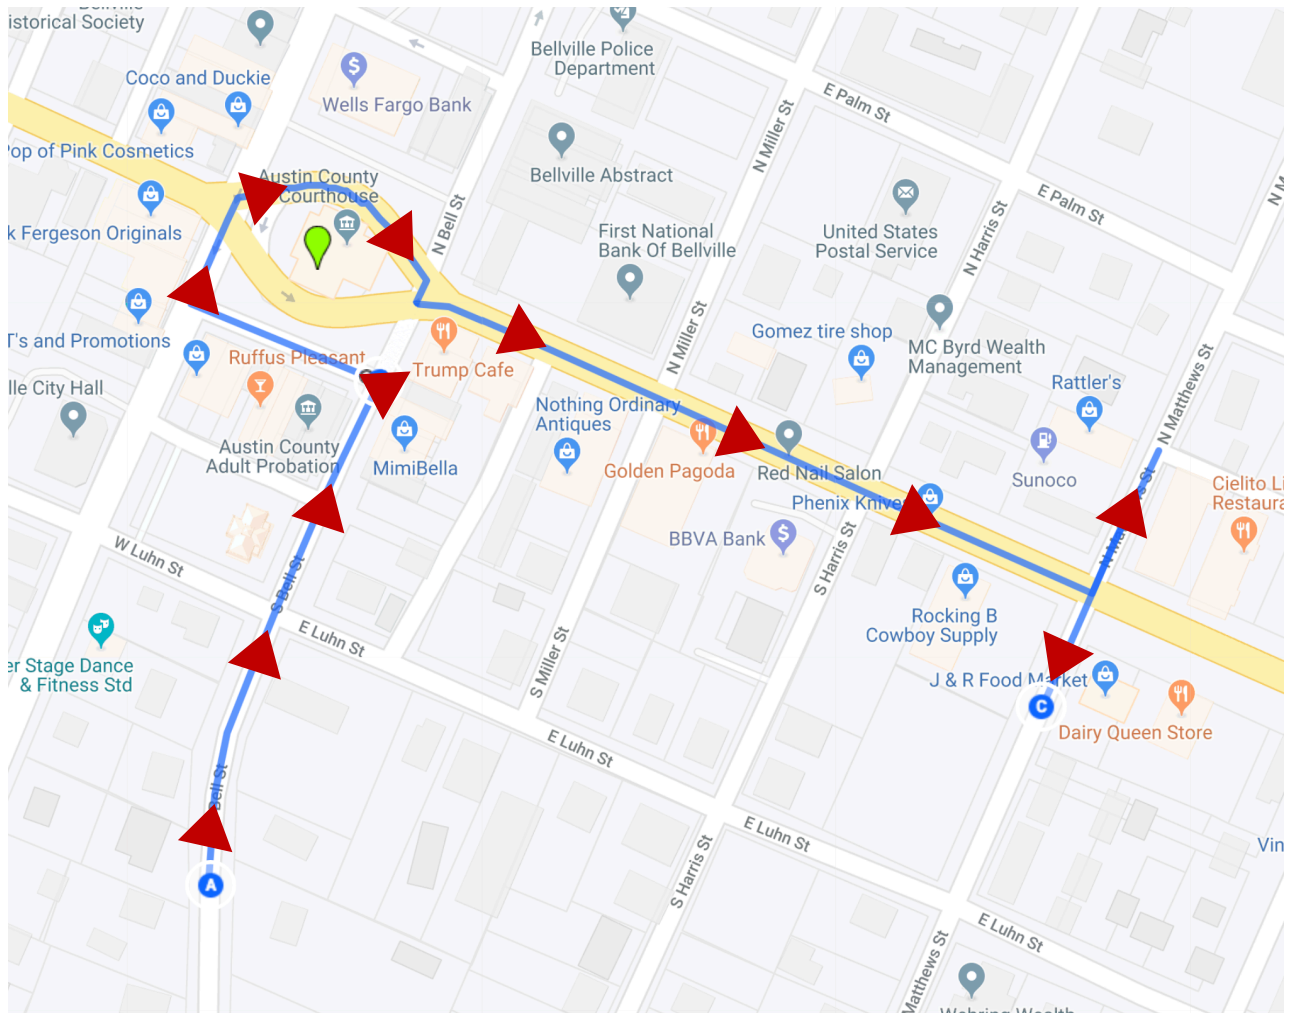 istorical Society
Bellville Police
Department
Coco and Duckie
Wells Fargo Bank
E Palm St
N Miller St
op of Pink Cosmetics
Austin County
Courthouse
Bellville Abstract
E Palm St
N M
United States
Postal Service
N Harris St
k Fergeson Originals
N Bell St
First National
Bank Of Bellville
T's and Promotions
N Miller St
Gomez tire shop
MC Byrd Wealth
Management
Ruffus Pleasant
Trump Cafe
Rattler's
N Matthews St
lle City Hall
Nothing Ordinary
Antiques
Austin County
Adult Probation
MimiBella
Golden Pagoda
Red Nail Salon
Sunoco
Cielito Li
Restaura
Phenix Knives
BBVA Bank
W Luhn St
S Bell St
S Harris St
Rocking B
Cowboy Supply
E Luhn St
er Stage Dance
& Fitness Std
S Miller St
J & R Food Market
C
Dairy Queen Store
E Luhn St
Bell St
E Luhn St
Vin
A
S Harris St
E Luhn St
Matthews St